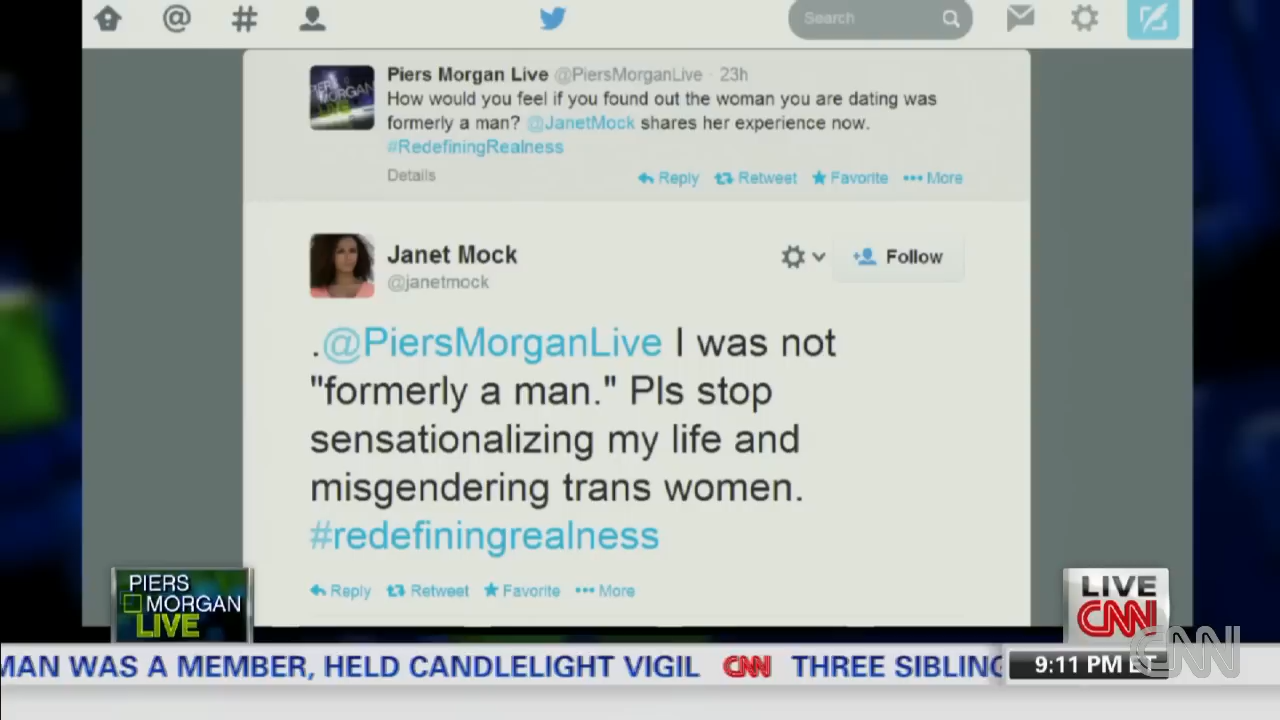 Search
Piers Morgan Live @PiersMorganLive · 23h
How would you feel if you found out the woman you are dating was
formerly a man? @JanetMock shares her experience now.
#RedefiningRealness
Details
Reply Retweet Favorite More
Janet Mock
@janetmock
Follow
.@PiersMorganLive I was not
"formerly a man." Pls stop
sensationalizing my life and
misgendering trans women.
#redefiningrealness
Reply Retweet Favorite More
PIERS
MORGAN
LIVE
LIVE
CNN
MAN WAS A MEMBER, HELD CANDLELIGHT VIGIL CNN THREE SIBLING
9:11 PM ET
CNN